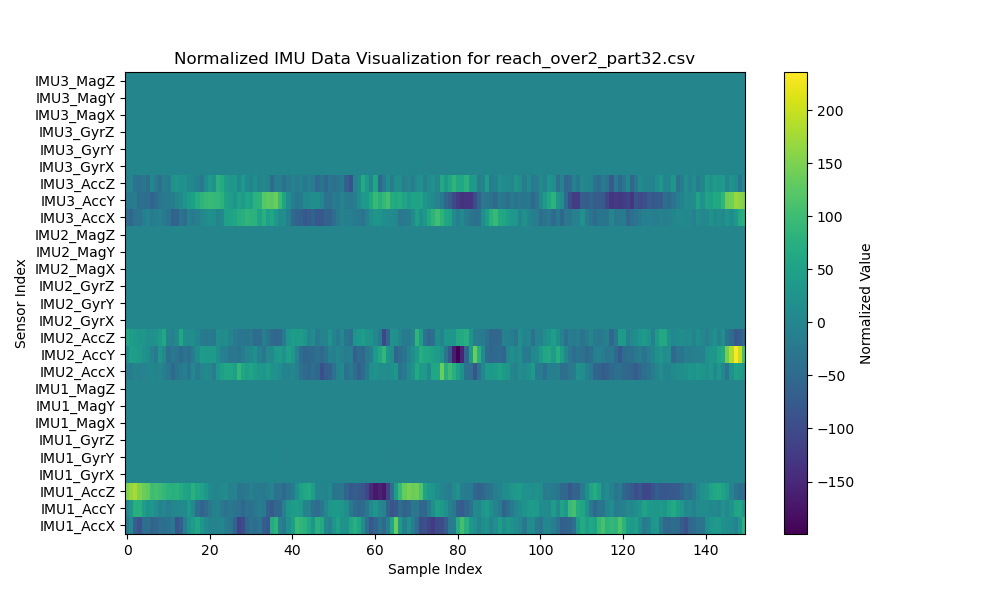 Normalized IMU Data Visualization for reach_over2_part32.csv
IMU3_MagZ
IMU3_MagY
IMU3_MagX
IMU3_GyrZ
IMU3_GyrY
IMU3_GyrX
IMU3_AccZ
IMU3_AccY
IMU3_AccX
IMU2_MagZ
IMU2_MagY
IMU2_MagX
IMU2_GyrZ
IMU2_GyrY
IMU2_GyrX
IMU2_AccZ
IMU2_AccY
IMU2_AccX
IMU1_MagZ
IMU1_MagY
IMU1_MagX
IMU1_GyrZ
IMU1_GyrY
IMU1_GyrX
IMU1_AccZ
IMU1_AccY
IMU1_AccX
Sensor Index
0 20 40 60 80 100 120 140
Sample Index
200
150
100
50
0
−50
−100
−150
Normalized Value